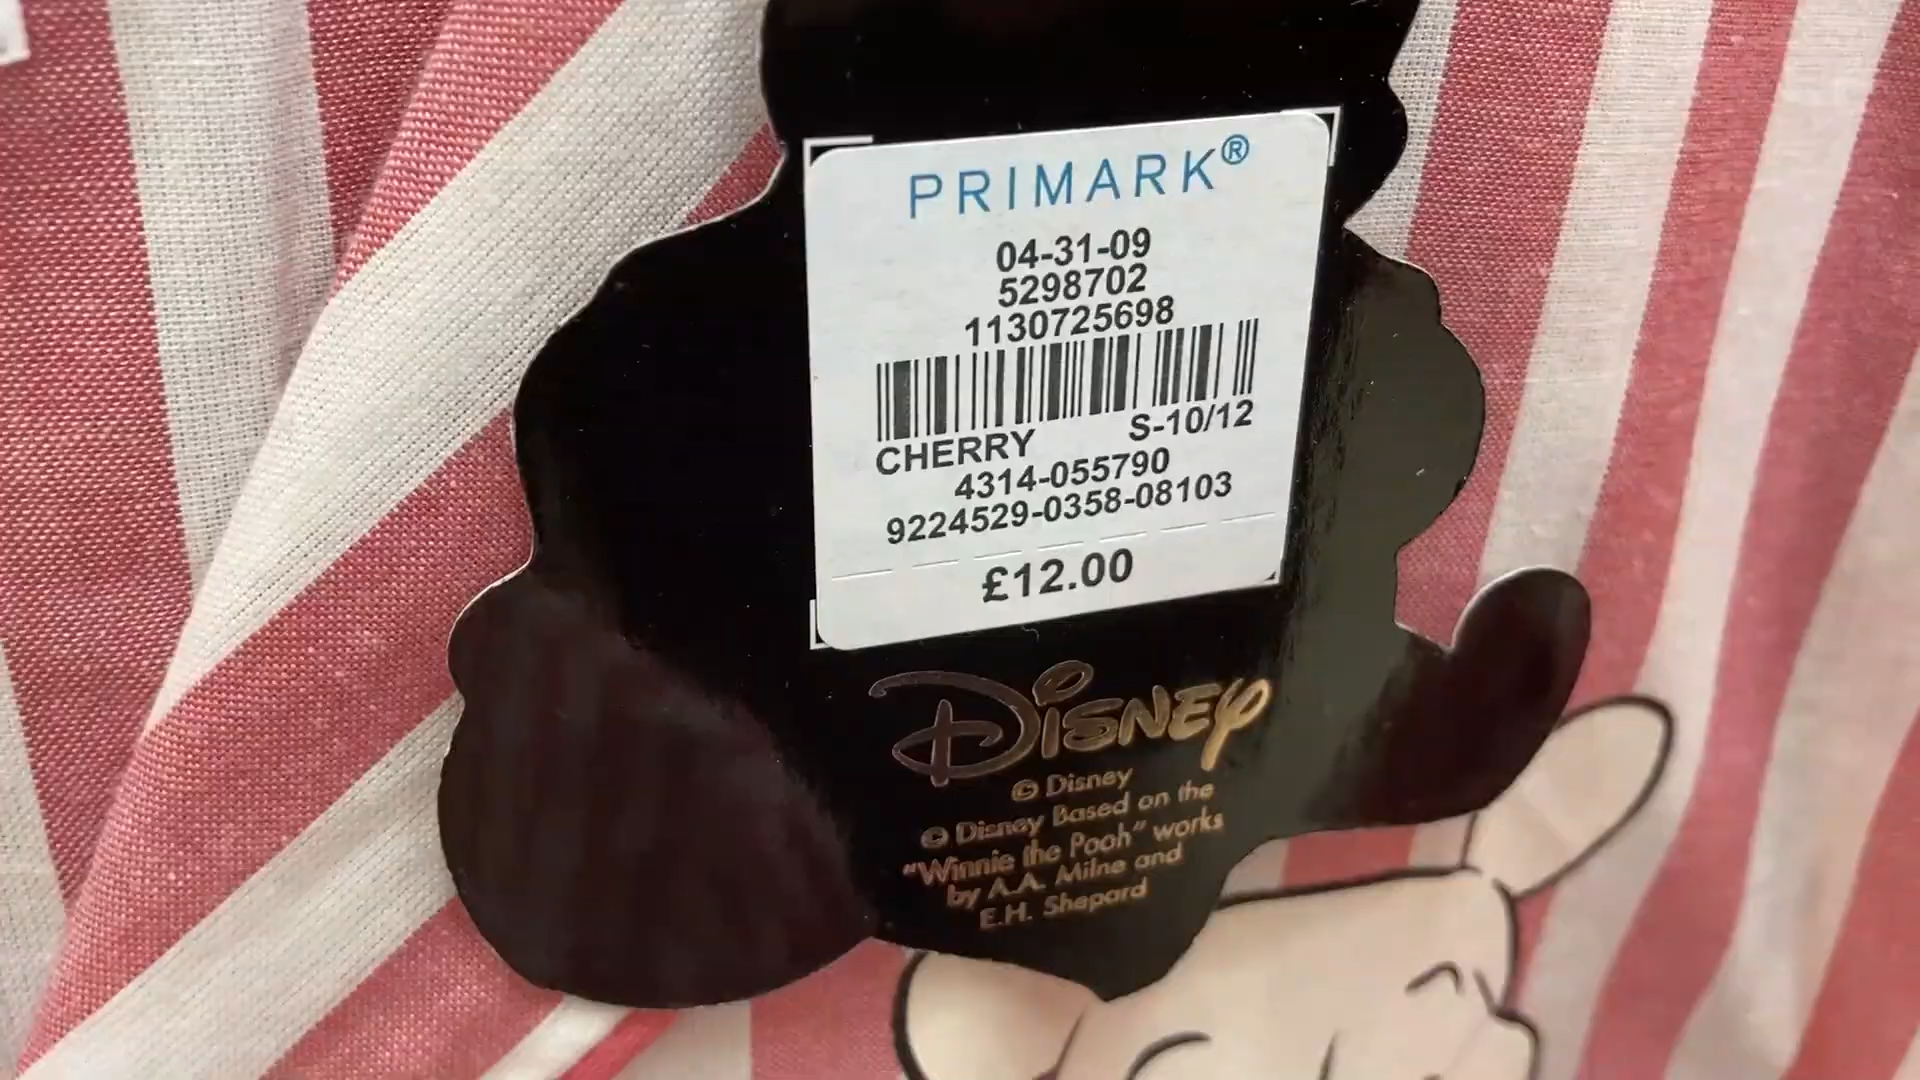 PRIMARK®
04-31-09
5298702
1130725698
CHERRY S-10/12
4314-055790
9224529-0358-08103
£12.00
Disney
© Disney
© Disney Based on the
"Winnie the Pooh" works
by A.A. Milne and
E.H. Shepard